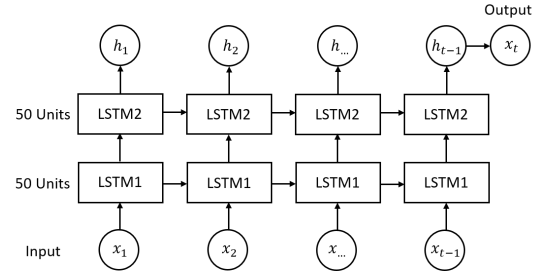 Output
h₁ h₂ h... hₜ₋₁ xₜ
50 Units LSTM2 LSTM2 LSTM2 LSTM2
50 Units LSTM1 LSTM1 LSTM1 LSTM1
Input x₁ x₂ x... xₜ₋₁